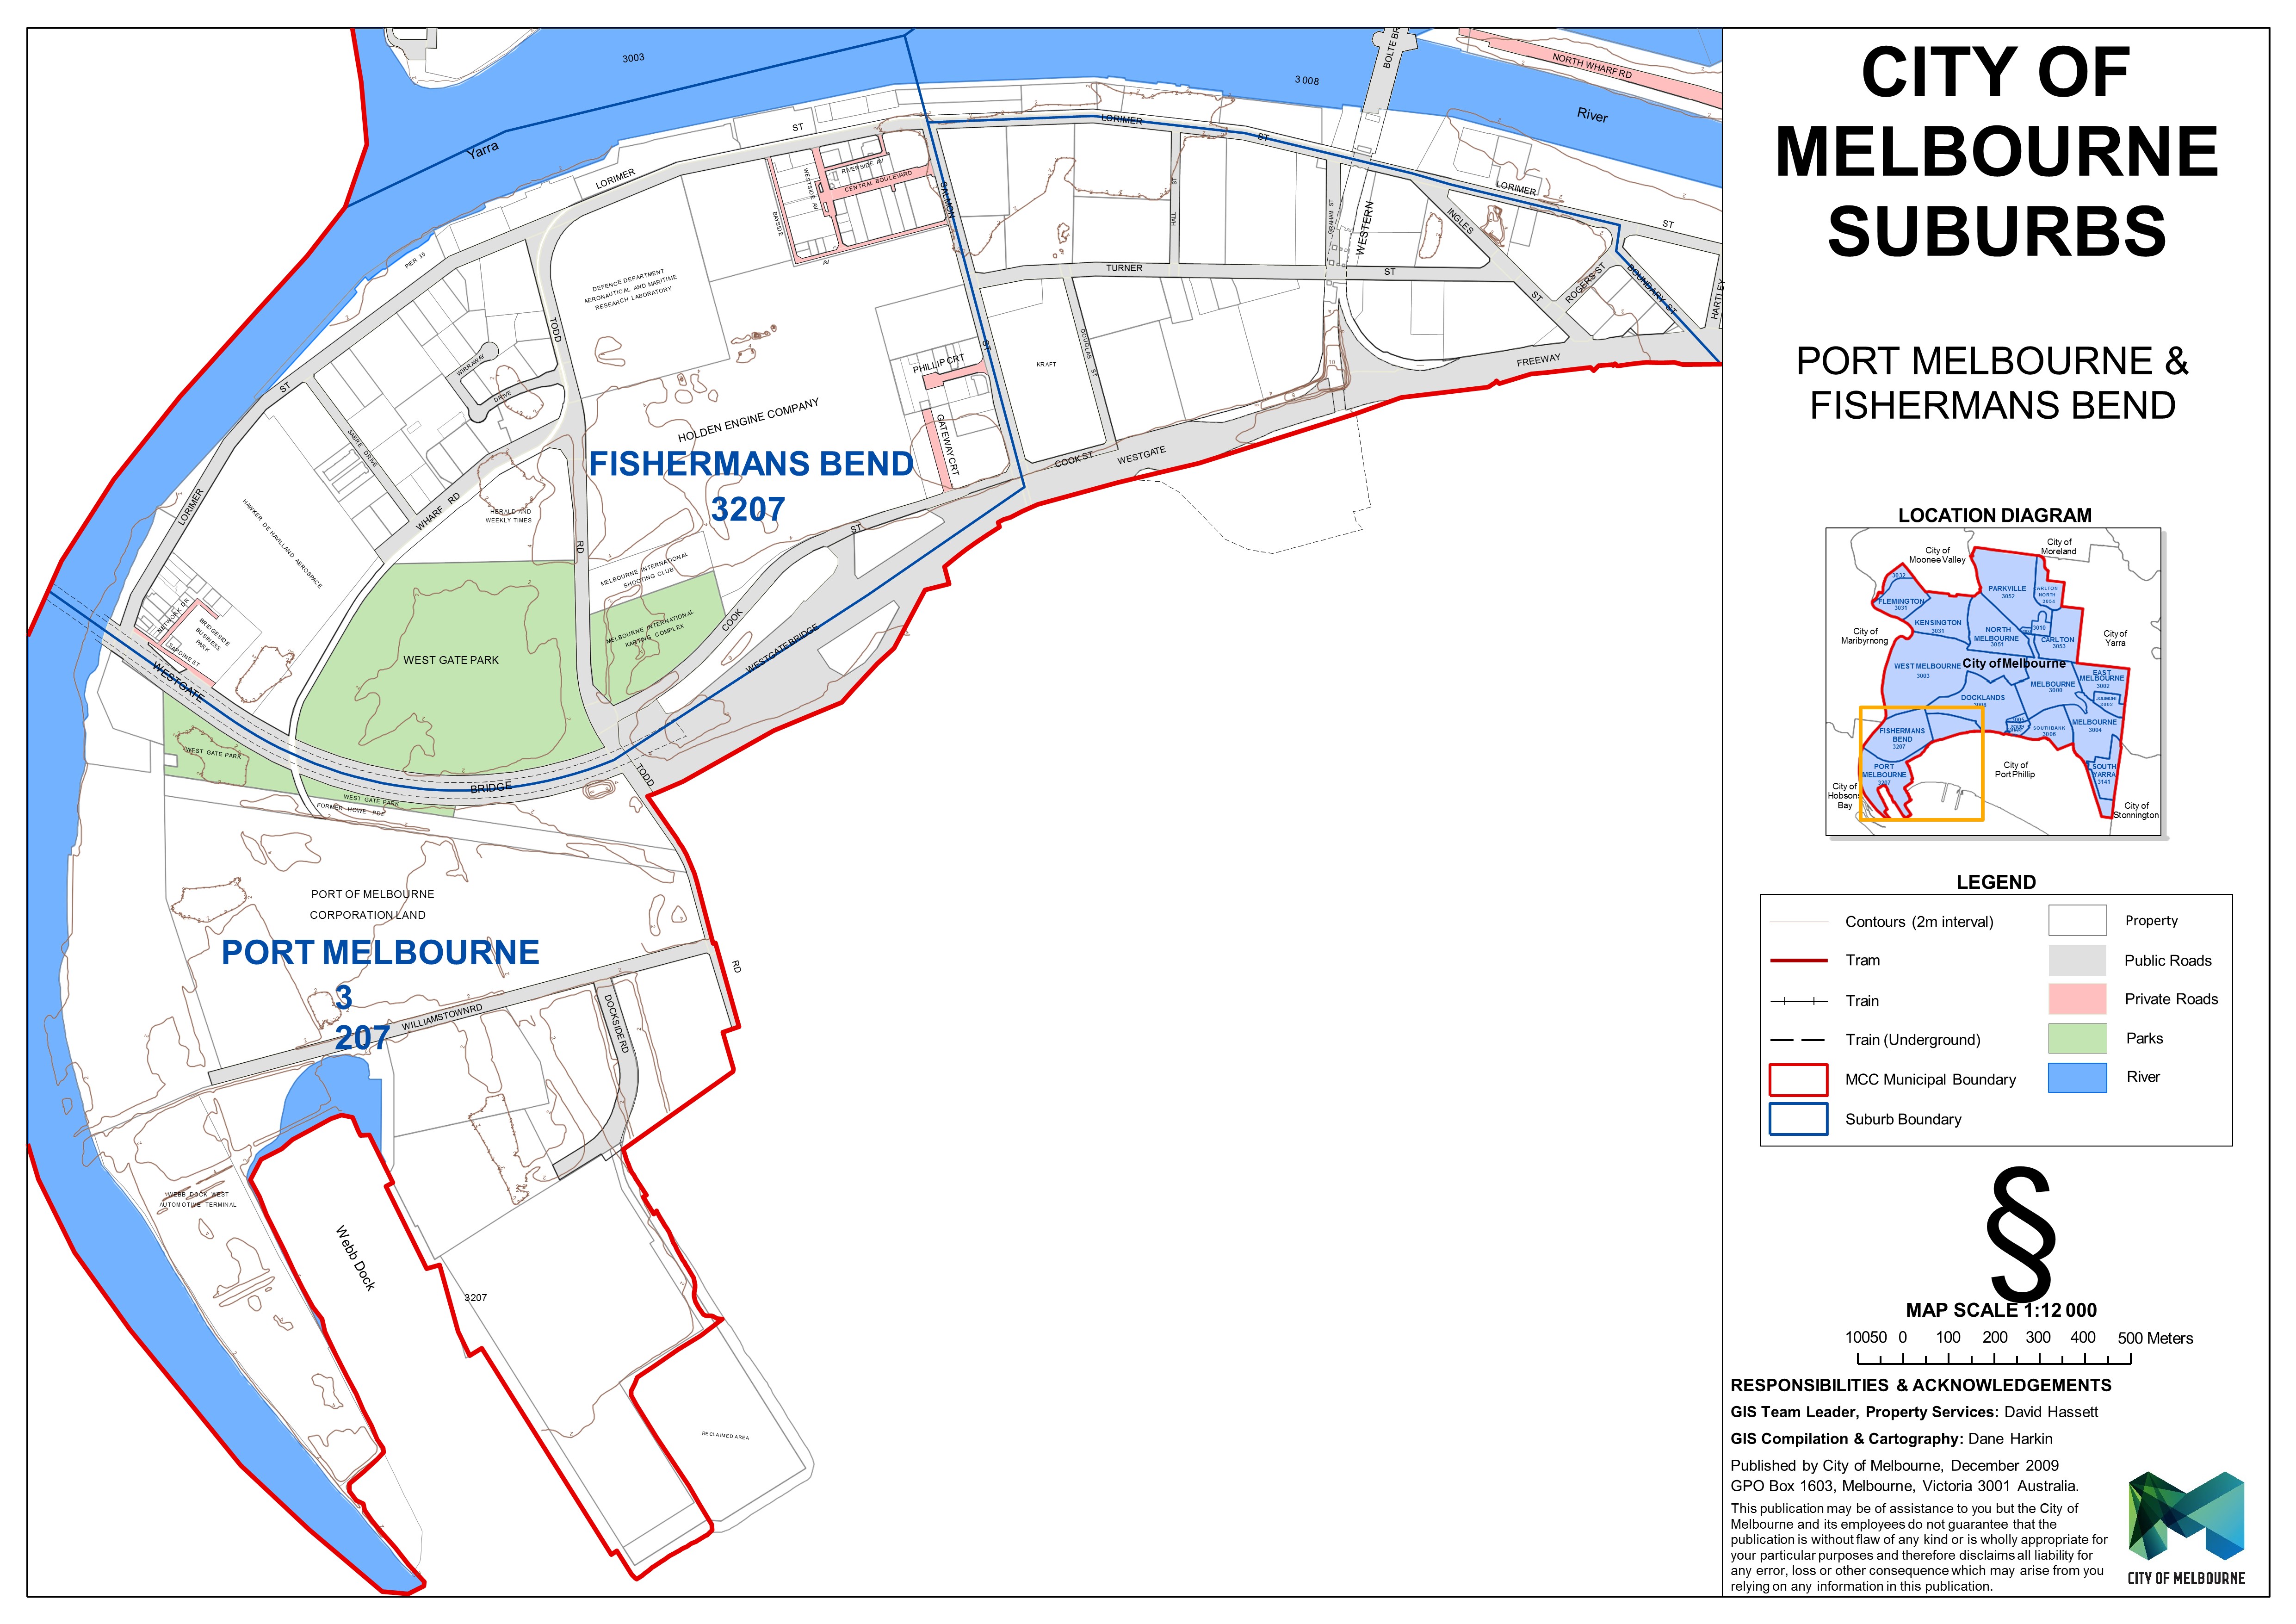 3003
3 008
BOLTE BR
NORTH WHARF RD
River
Yarra
ST
LORIMER
ST
LORIMER
LORIMER
ST
RIVERSIDE AV
CENTRAL BOULEVARD
WESTSIDE AV
BAYSIDE
AV
SALMON
ST
HALL
ST
GRAHAM ST
WESTERN
INGLES
ST
ROGERS ST
BOUNDARY ST
HARTLEY
TURNER
ST
PIER 35
DEFENCE DEPARTMENT
AERONAUTICAL AND MARITIME
RESEARCH LABORATORY
TODD
RD
WIRRAWAY
DRIVE
SABRE DRIVE
LORIMER
ST
PHILLIP CRT
GATEWAY CRT
KRAFT
DOUGLAS
ST
FREEWAY
HOLDEN ENGINE COMPANY
FISHERMANS BEND
3207
COOK ST
WESTGATE
HAWKER DE HAVILLAND AEROSPACE
WHARF RD
HERALD AND
WEEKLY TIMES
MELBOURNE INTERNATIONAL
SHOOTING CLUB
MELBOURNE INTERNATIONAL
KARTING COMPLEX
COOK
ST
WESTGATE BRIDGE
NETWORK DR
BRIDGESIDE
BUSINESS
PARK
SARDINE ST
WESTGATE
BRIDGE
WEST GATE PARK
WEST GATE PARK
WEST GATE PARK
FORMER HOWE PDE
TODD
RD
PORT OF MELBOURNE
CORPORATION LAND
PORT MELBOURNE
3
207
WILLIAMSTOWN RD
DOCKSIDE RD
WEBB DOCK WEST
AUTOMOTIVE TERMINAL
Webb Dock
3207
RECLAIMED AREA
CITY OF
MELBOURNE
SUBURBS
PORT MELBOURNE &
FISHERMANS BEND
LOCATION DIAGRAM
City of
Moonee Valley
City of
Moreland
City of
Maribyrnong
City of
Yarra
City of
Port Phillip
City of
Hobsons
Bay
City of
Stonnington
City of Melbourne
3032
FLEMINGTON
3031
KENSINGTON
3031
PARKVILLE
3052
ARLTON
NORTH
3054
NORTH
MELBOURNE
3051
3010
CARLTON
3053
WEST MELBOURNE
3003
DOCKLANDS
3008
MELBOURNE
3000
EAST
MELBOURNE
3002
JOLIMONT
3002
SOUTHBANK
3006
MELBOURNE
3004
FISHERMANS
BEND
3207
PORT
MELBOURNE
3207
SOUTH
YARRA
3141
LEGEND
Contours (2m interval)
Tram
Train
Train (Underground)
MCC Municipal Boundary
Suburb Boundary
Property
Public Roads
Private Roads
Parks
River
§
MAP SCALE 1:12 000
10050 0 100 200 300 400 500 Meters
RESPONSIBILITIES & ACKNOWLEDGEMENTS
GIS Team Leader, Property Services: David Hassett
GIS Compilation & Cartography: Dane Harkin
Published by City of Melbourne, December 2009
GPO Box 1603, Melbourne, Victoria 3001 Australia.
This publication may be of assistance to you but the City of
Melbourne and its employees do not guarantee that the
publication is without flaw of any kind or is wholly appropriate for
your particular purposes and therefore disclaims all liability for
any error, loss or other consequence which may arise from you
relying on any information in this publication.
CITY OF MELBOURNE